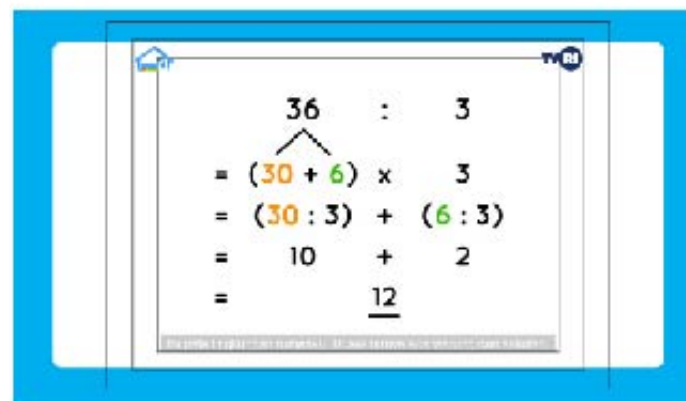 TVRI
36 : 3
= (30 + 6) x 3
= (30 : 3) + (6 : 3)
= 10 + 2
= 12